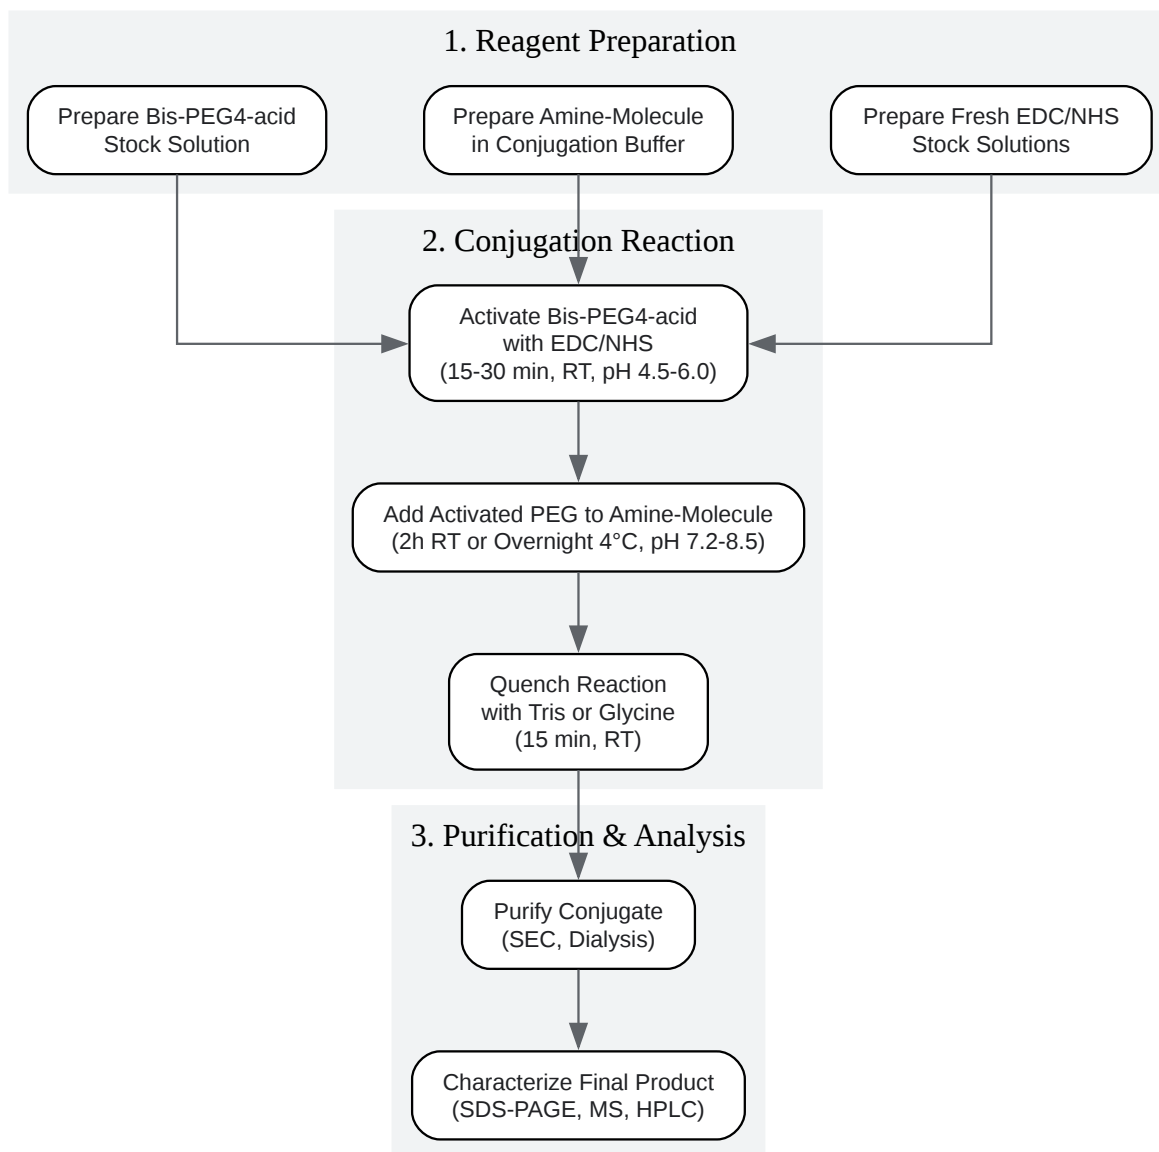 1. Reagent Preparation
Prepare Bis-PEG4-acid
Stock Solution
Prepare Amine-Molecule
in Conjugation Buffer
Prepare Fresh EDC/NHS
Stock Solutions
2. Conjugation Reaction
Activate Bis-PEG4-acid
with EDC/NHS
(15-30 min, RT, pH 4.5-6.0)
Add Activated PEG to Amine-Molecule
(2h RT or Overnight 4°C, pH 7.2-8.5)
Quench Reaction
with Tris or Glycine
(15 min, RT)
3. Purification & Analysis
Purify Conjugate
(SEC, Dialysis)
Characterize Final Product
(SDS-PAGE, MS, HPLC)